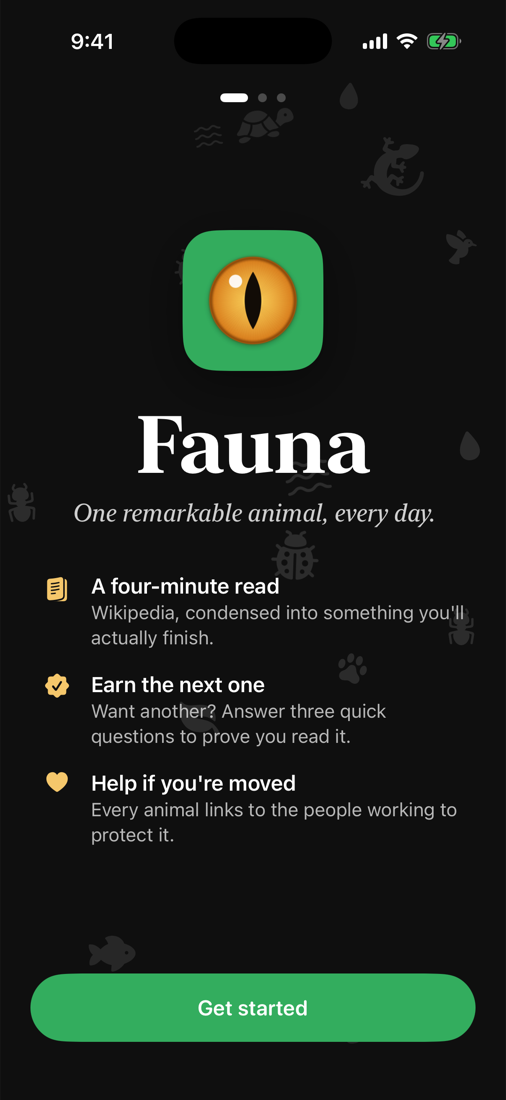 9:41
Fauna
One remarkable animal, every day.
A four-minute read
Wikipedia, condensed into something you'll
actually finish.
Earn the next one
Want another? Answer three quick
questions to prove you read it.
Help if you're moved
Every animal links to the people working to
protect it.
Get started